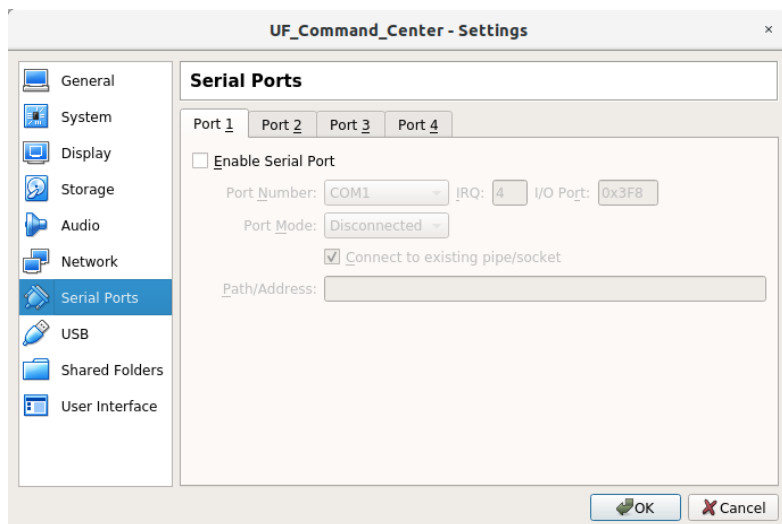 UF_Command_Center - Settings
×
General
System
Display
Storage
Audio
Network
Serial Ports
USB
Shared Folders
User Interface
Serial Ports
Port 1 Port 2 Port 3 Port 4
Enable Serial Port
Port Number: COM1 IRQ: 4 I/O Port: 0x3F8
Port Mode: Disconnected
Connect to existing pipe/socket
Path/Address:
OK Cancel